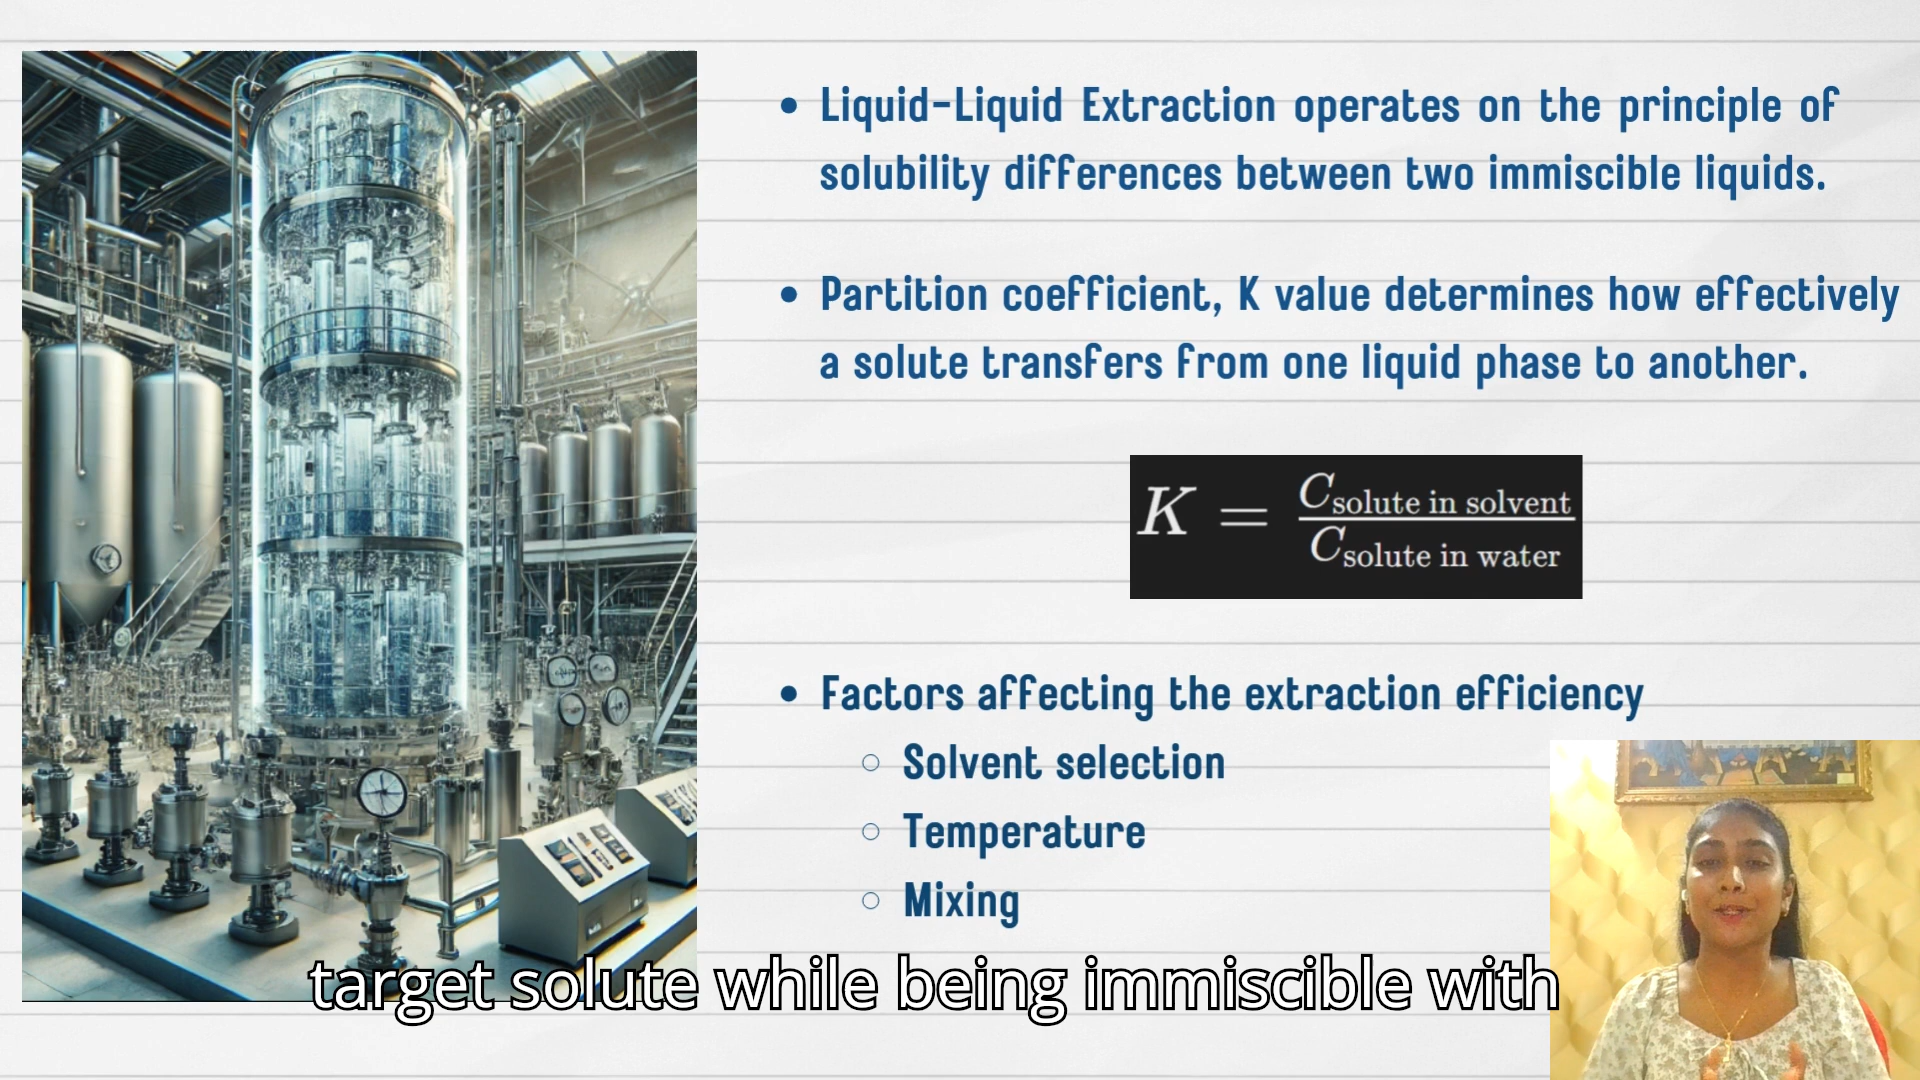 • Liquid-Liquid Extraction operates on the principle of
solubility differences between two immiscible liquids.
• Partition coefficient, K value determines how effectively
a solute transfers from one liquid phase to another.
K = C_solute in solvent / C_solute in water
• Factors affecting the extraction efficiency
○ Solvent selection
○ Temperature
○ Mixing
target solute while being immiscible with